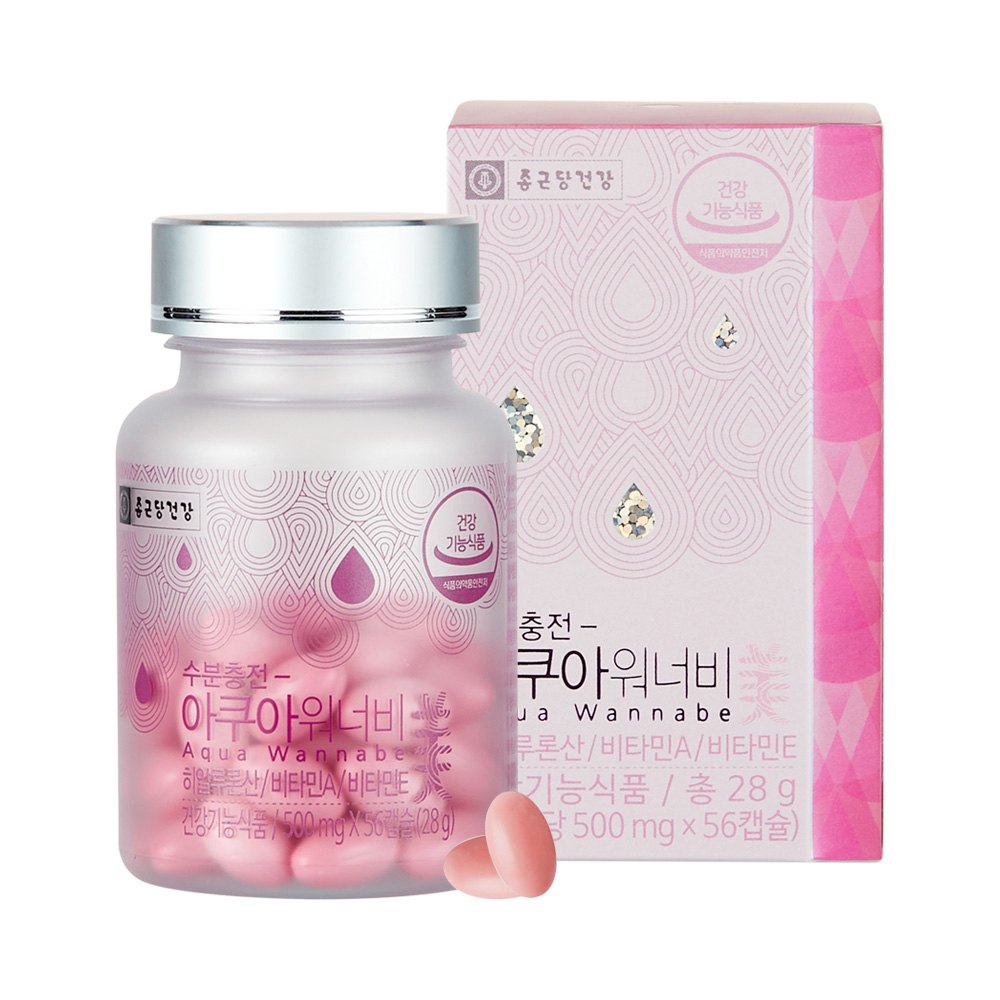 종근당건강
건강
기능식품
식품의약품안전처
수분충전–
아쿠아워너비
Aqua Wannabe
히알루론산/비타민A/비타민E
건강기능식품 / 500 mg X 56캡슐(28 g)
종근당건강
건강
기능식품
식품의약품안전처
충전–
쿠아워너비
Wannabe
루론산/비타민A/비타민E
기능식품 / 총 28 g
당 500 mg × 56캡슐)